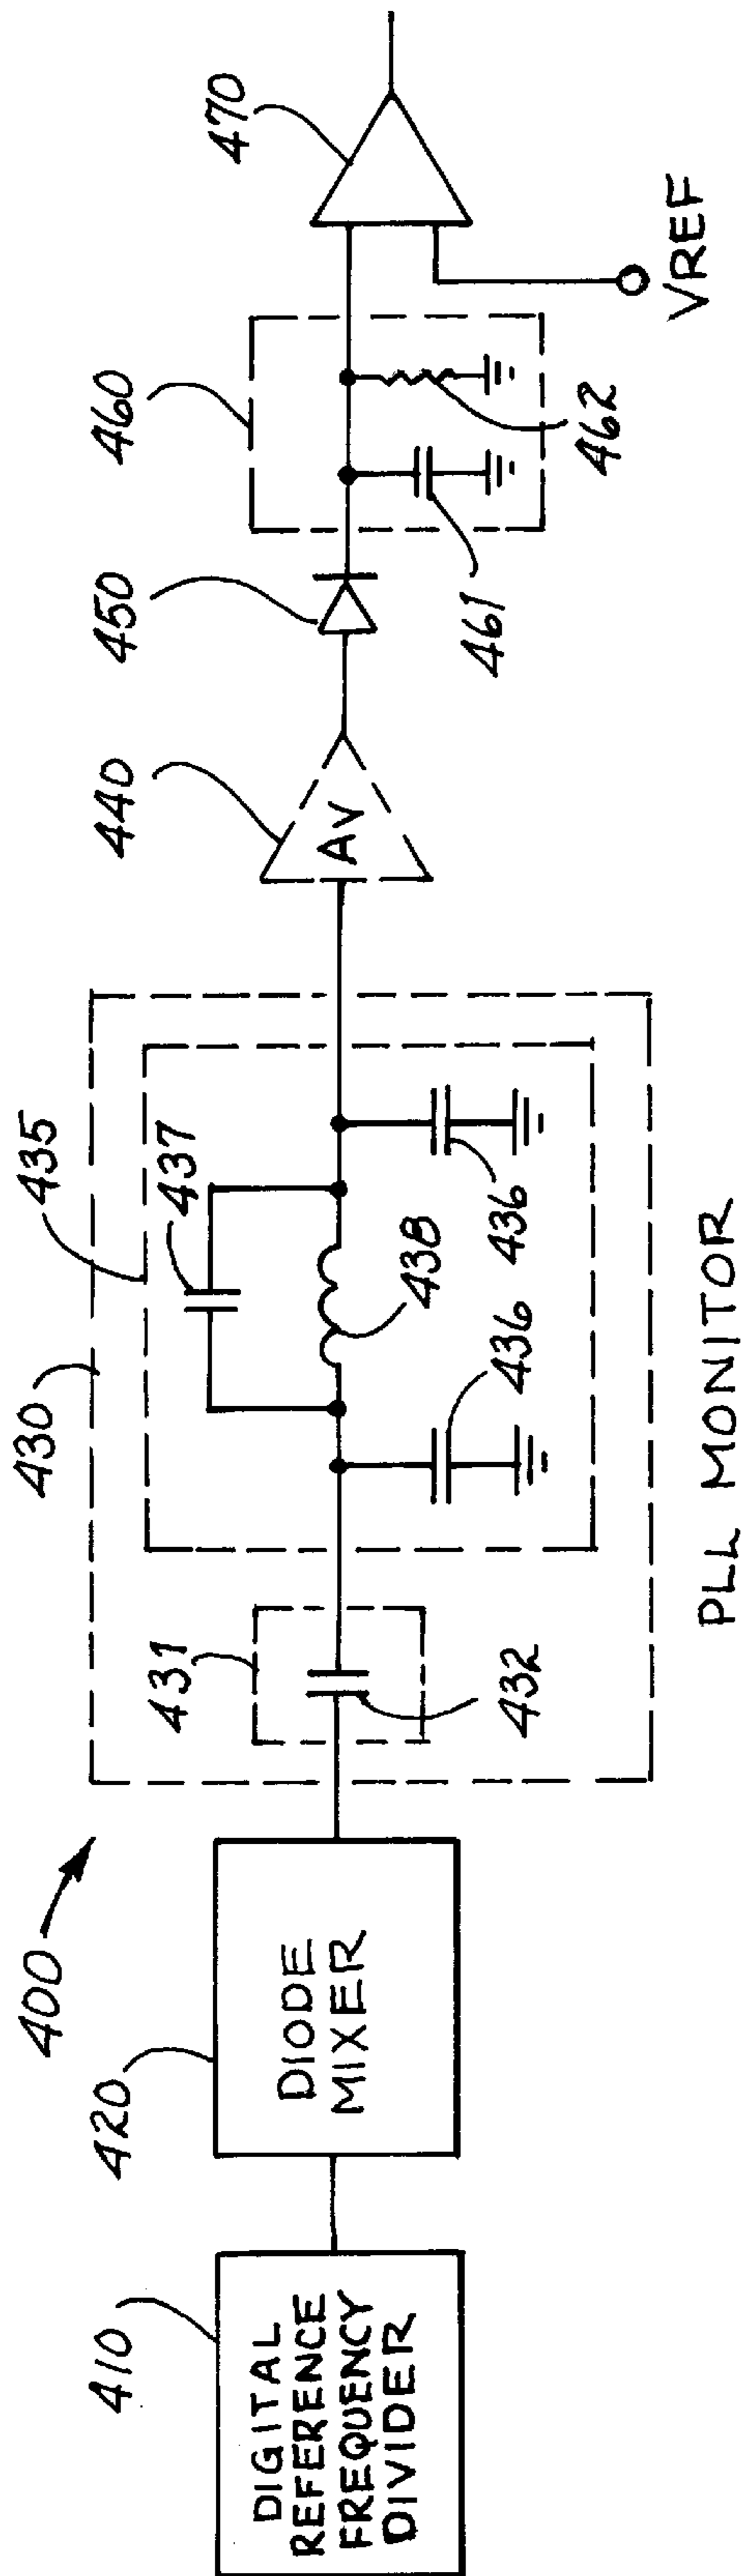 400
410
DIGITAL
REFERENCE
FREQUENCY
DIVIDER
420
DIODE
MIXER
430
431
432
435
437
438
436
436
PLL MONITOR
440
AV
450
460
461
462
470
VREF